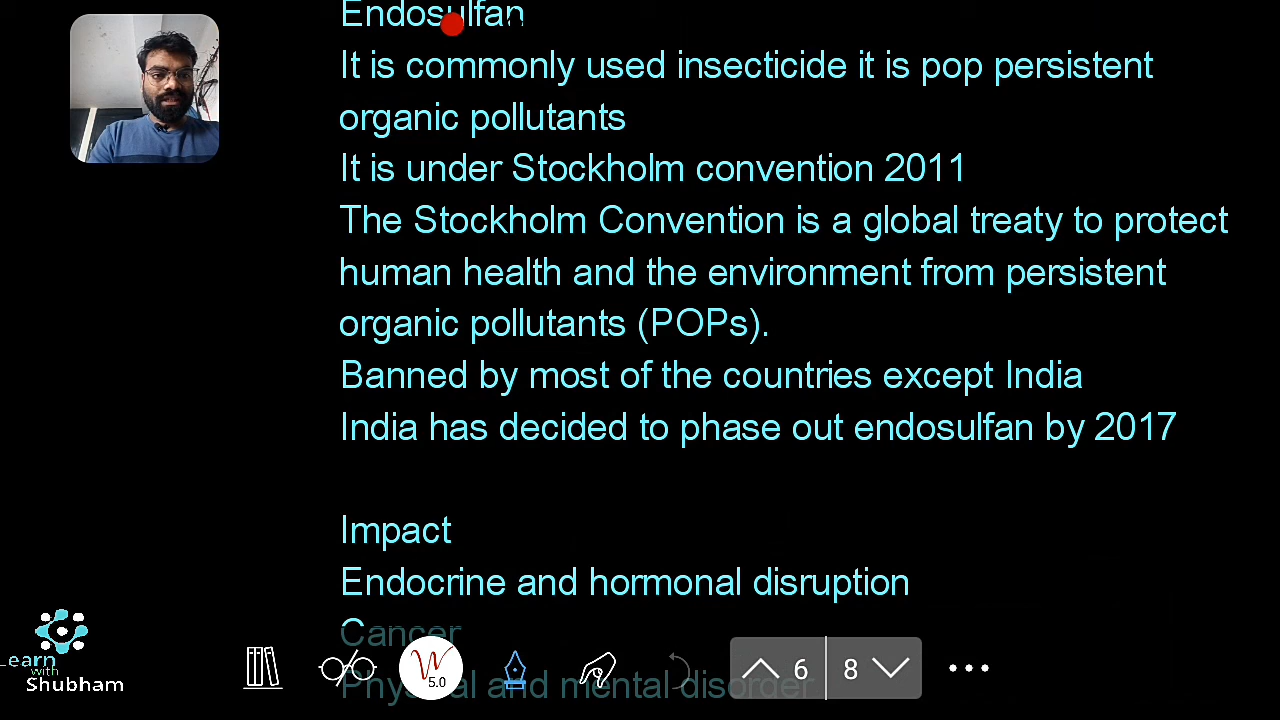 Endosulfan
It is commonly used insecticide it is pop persistent
organic pollutants
It is under Stockholm convention 2011
The Stockholm Convention is a global treaty to protect
human health and the environment from persistent
organic pollutants (POPs).
Banned by most of the countries except India
India has decided to phase out endosulfan by 2017
Impact
Endocrine and hormonal disruption
Cancer
Physical and mental disorder
Learn
with
Shubham
W
5.0
6
8